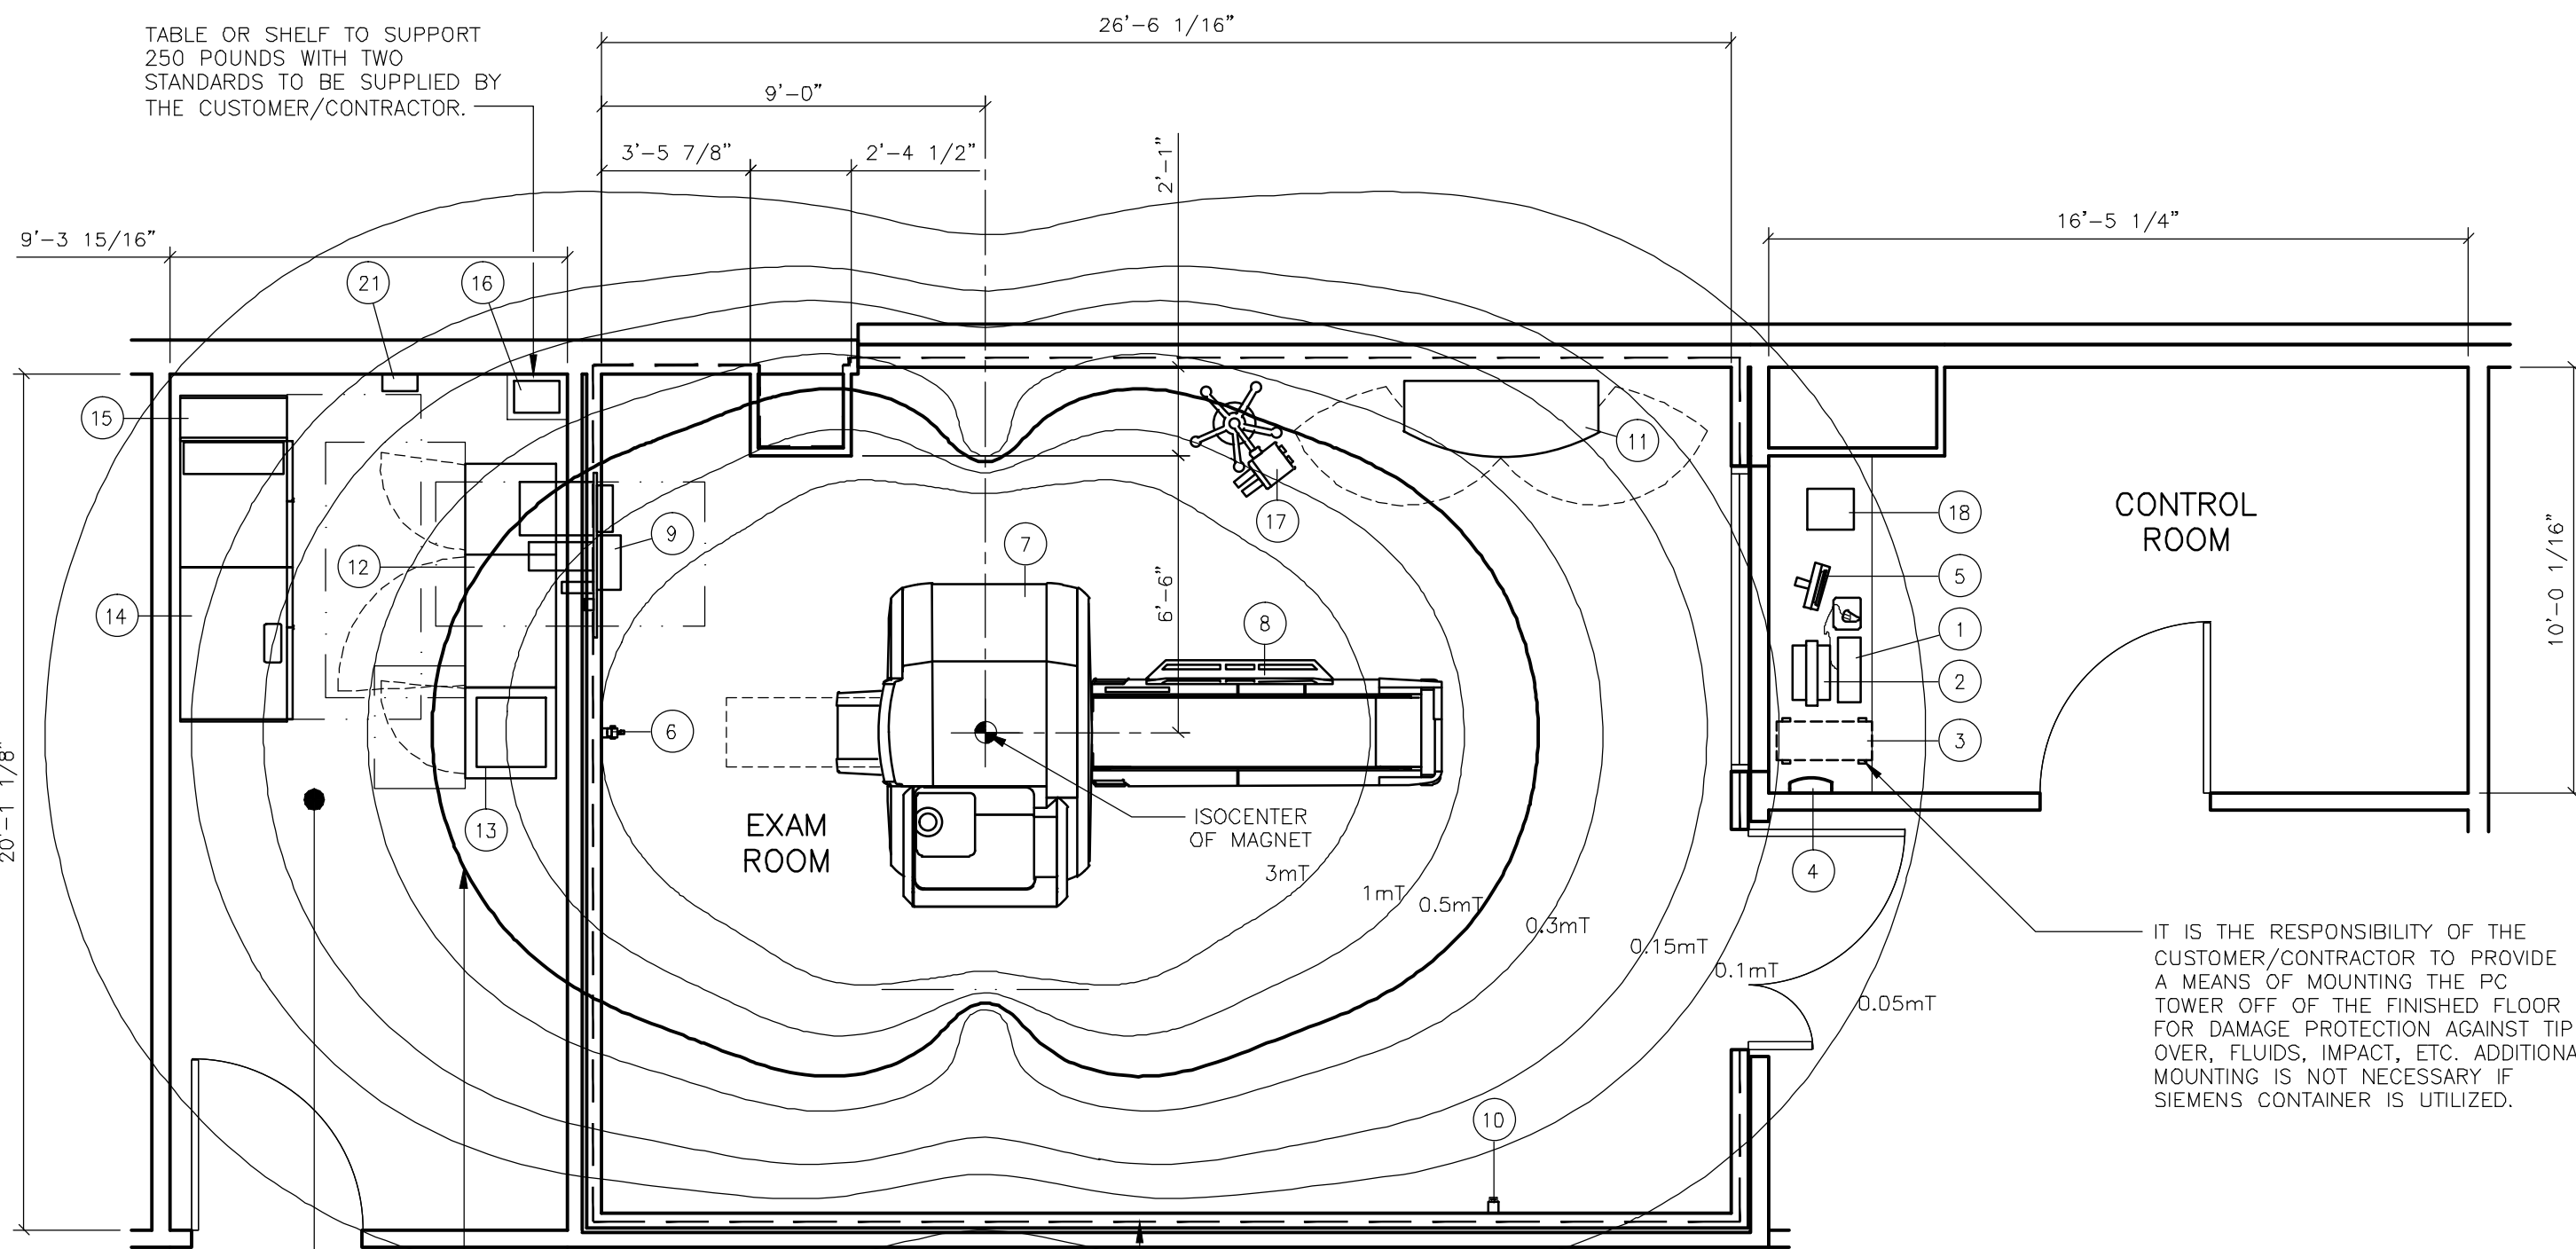 TABLE OR SHELF TO SUPPORT
250 POUNDS WITH TWO
STANDARDS TO BE SUPPLIED BY
THE CUSTOMER/CONTRACTOR.
26'-6 1/16"
9'-0"
3'-5 7/8"
2'-4 1/2"
2'-1"
9'-3 15/16"
16'-5 1/4"
21
16
15
11
17
18
CONTROL
ROOM
9
7
12
5
6'-6"
10'-0 1/16"
14
8
1
2
6
3
20'-1 1/8"
13
EXAM
ROOM
ISOCENTER
OF MAGNET
4
3mT
1mT
0.5mT
0.3mT
0.15mT
0.1mT
0.05mT
10
IT IS THE RESPONSIBILITY OF THE
CUSTOMER/CONTRACTOR TO PROVIDE
A MEANS OF MOUNTING THE PC
TOWER OFF OF THE FINISHED FLOOR
FOR DAMAGE PROTECTION AGAINST TIP
OVER, FLUIDS, IMPACT, ETC. ADDITIONA
MOUNTING IS NOT NECESSARY IF
SIEMENS CONTAINER IS UTILIZED.